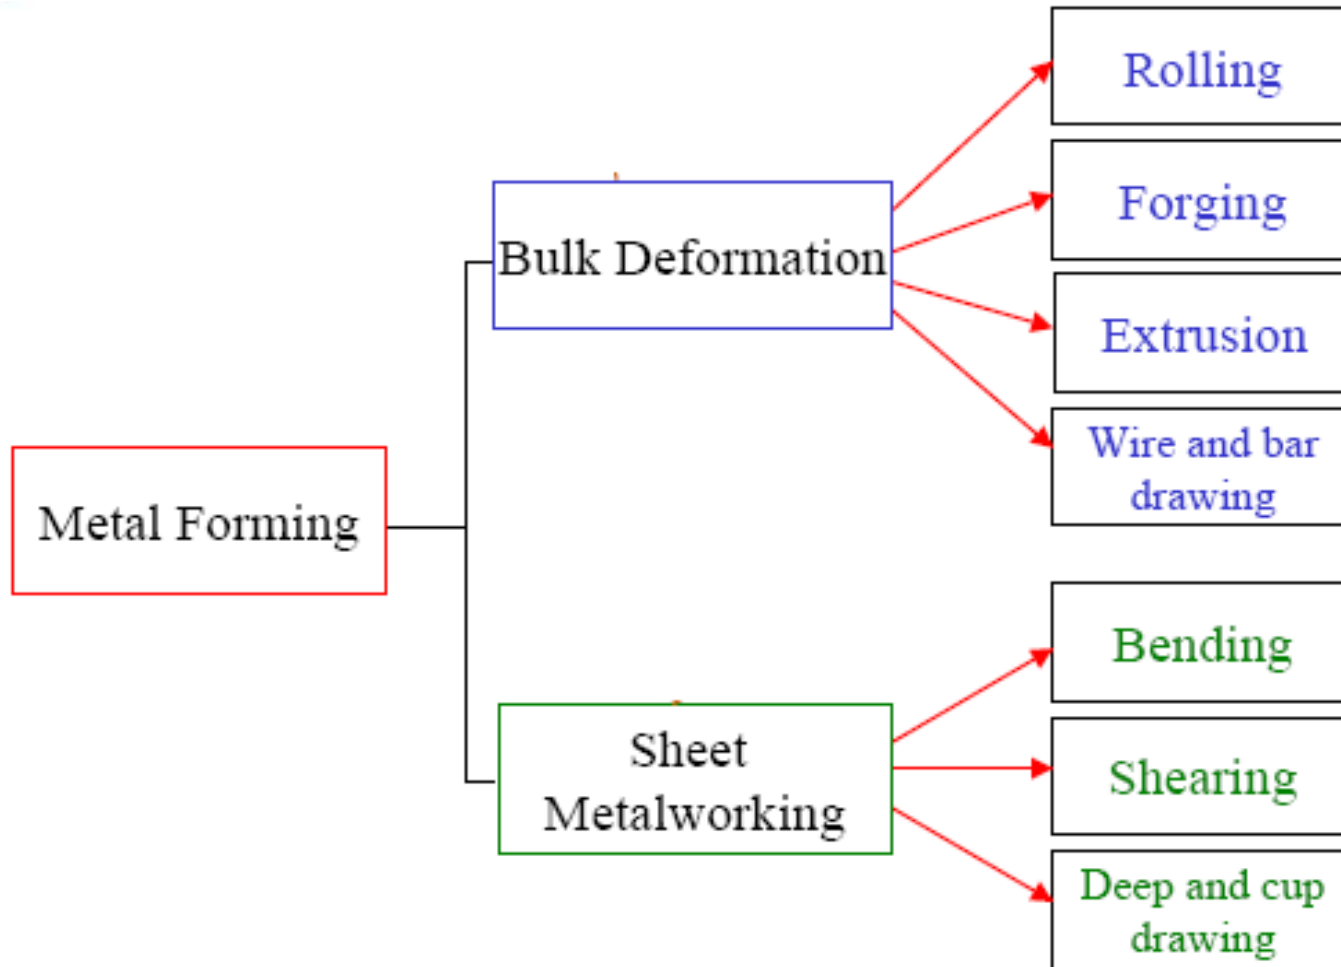 Rolling
Forging
Bulk Deformation
Extrusion
Wire and bar
drawing
Metal Forming
Bending
Sheet
Metalworking
Shearing
Deep and cup
drawing